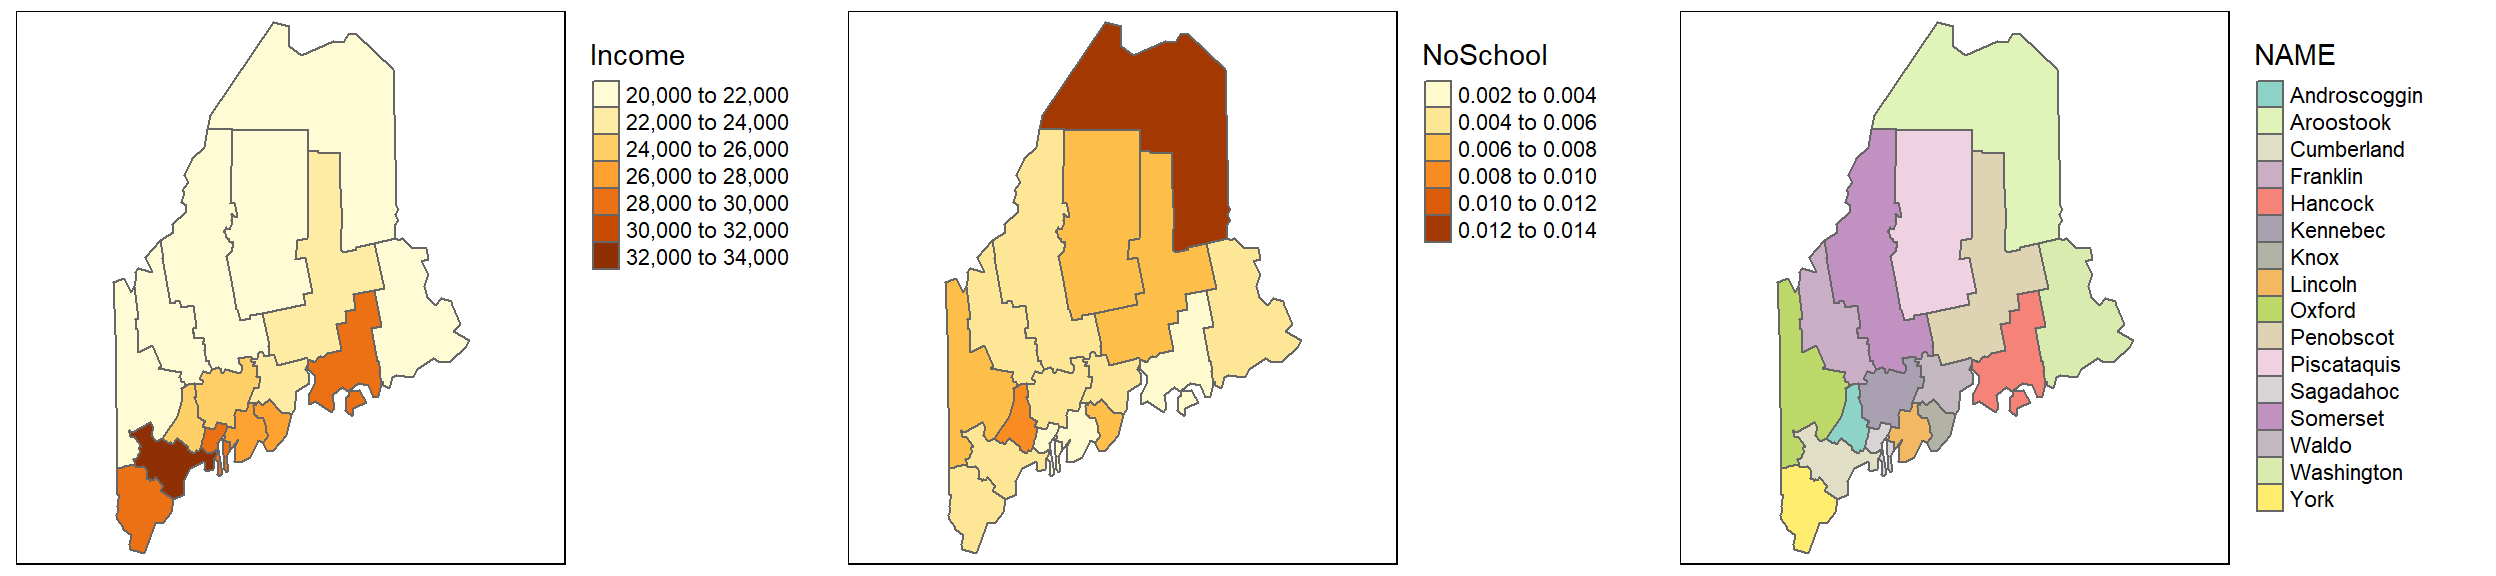 Income
20,000 to 22,000
22,000 to 24,000
24,000 to 26,000
26,000 to 28,000
28,000 to 30,000
30,000 to 32,000
32,000 to 34,000
NoSchool
0.002 to 0.004
0.004 to 0.006
0.006 to 0.008
0.008 to 0.010
0.010 to 0.012
0.012 to 0.014
NAME
Androscoggin
Aroostook
Cumberland
Franklin
Hancock
Kennebec
Knox
Lincoln
Oxford
Penobscot
Piscataquis
Sagadahoc
Somerset
Waldo
Washington
York